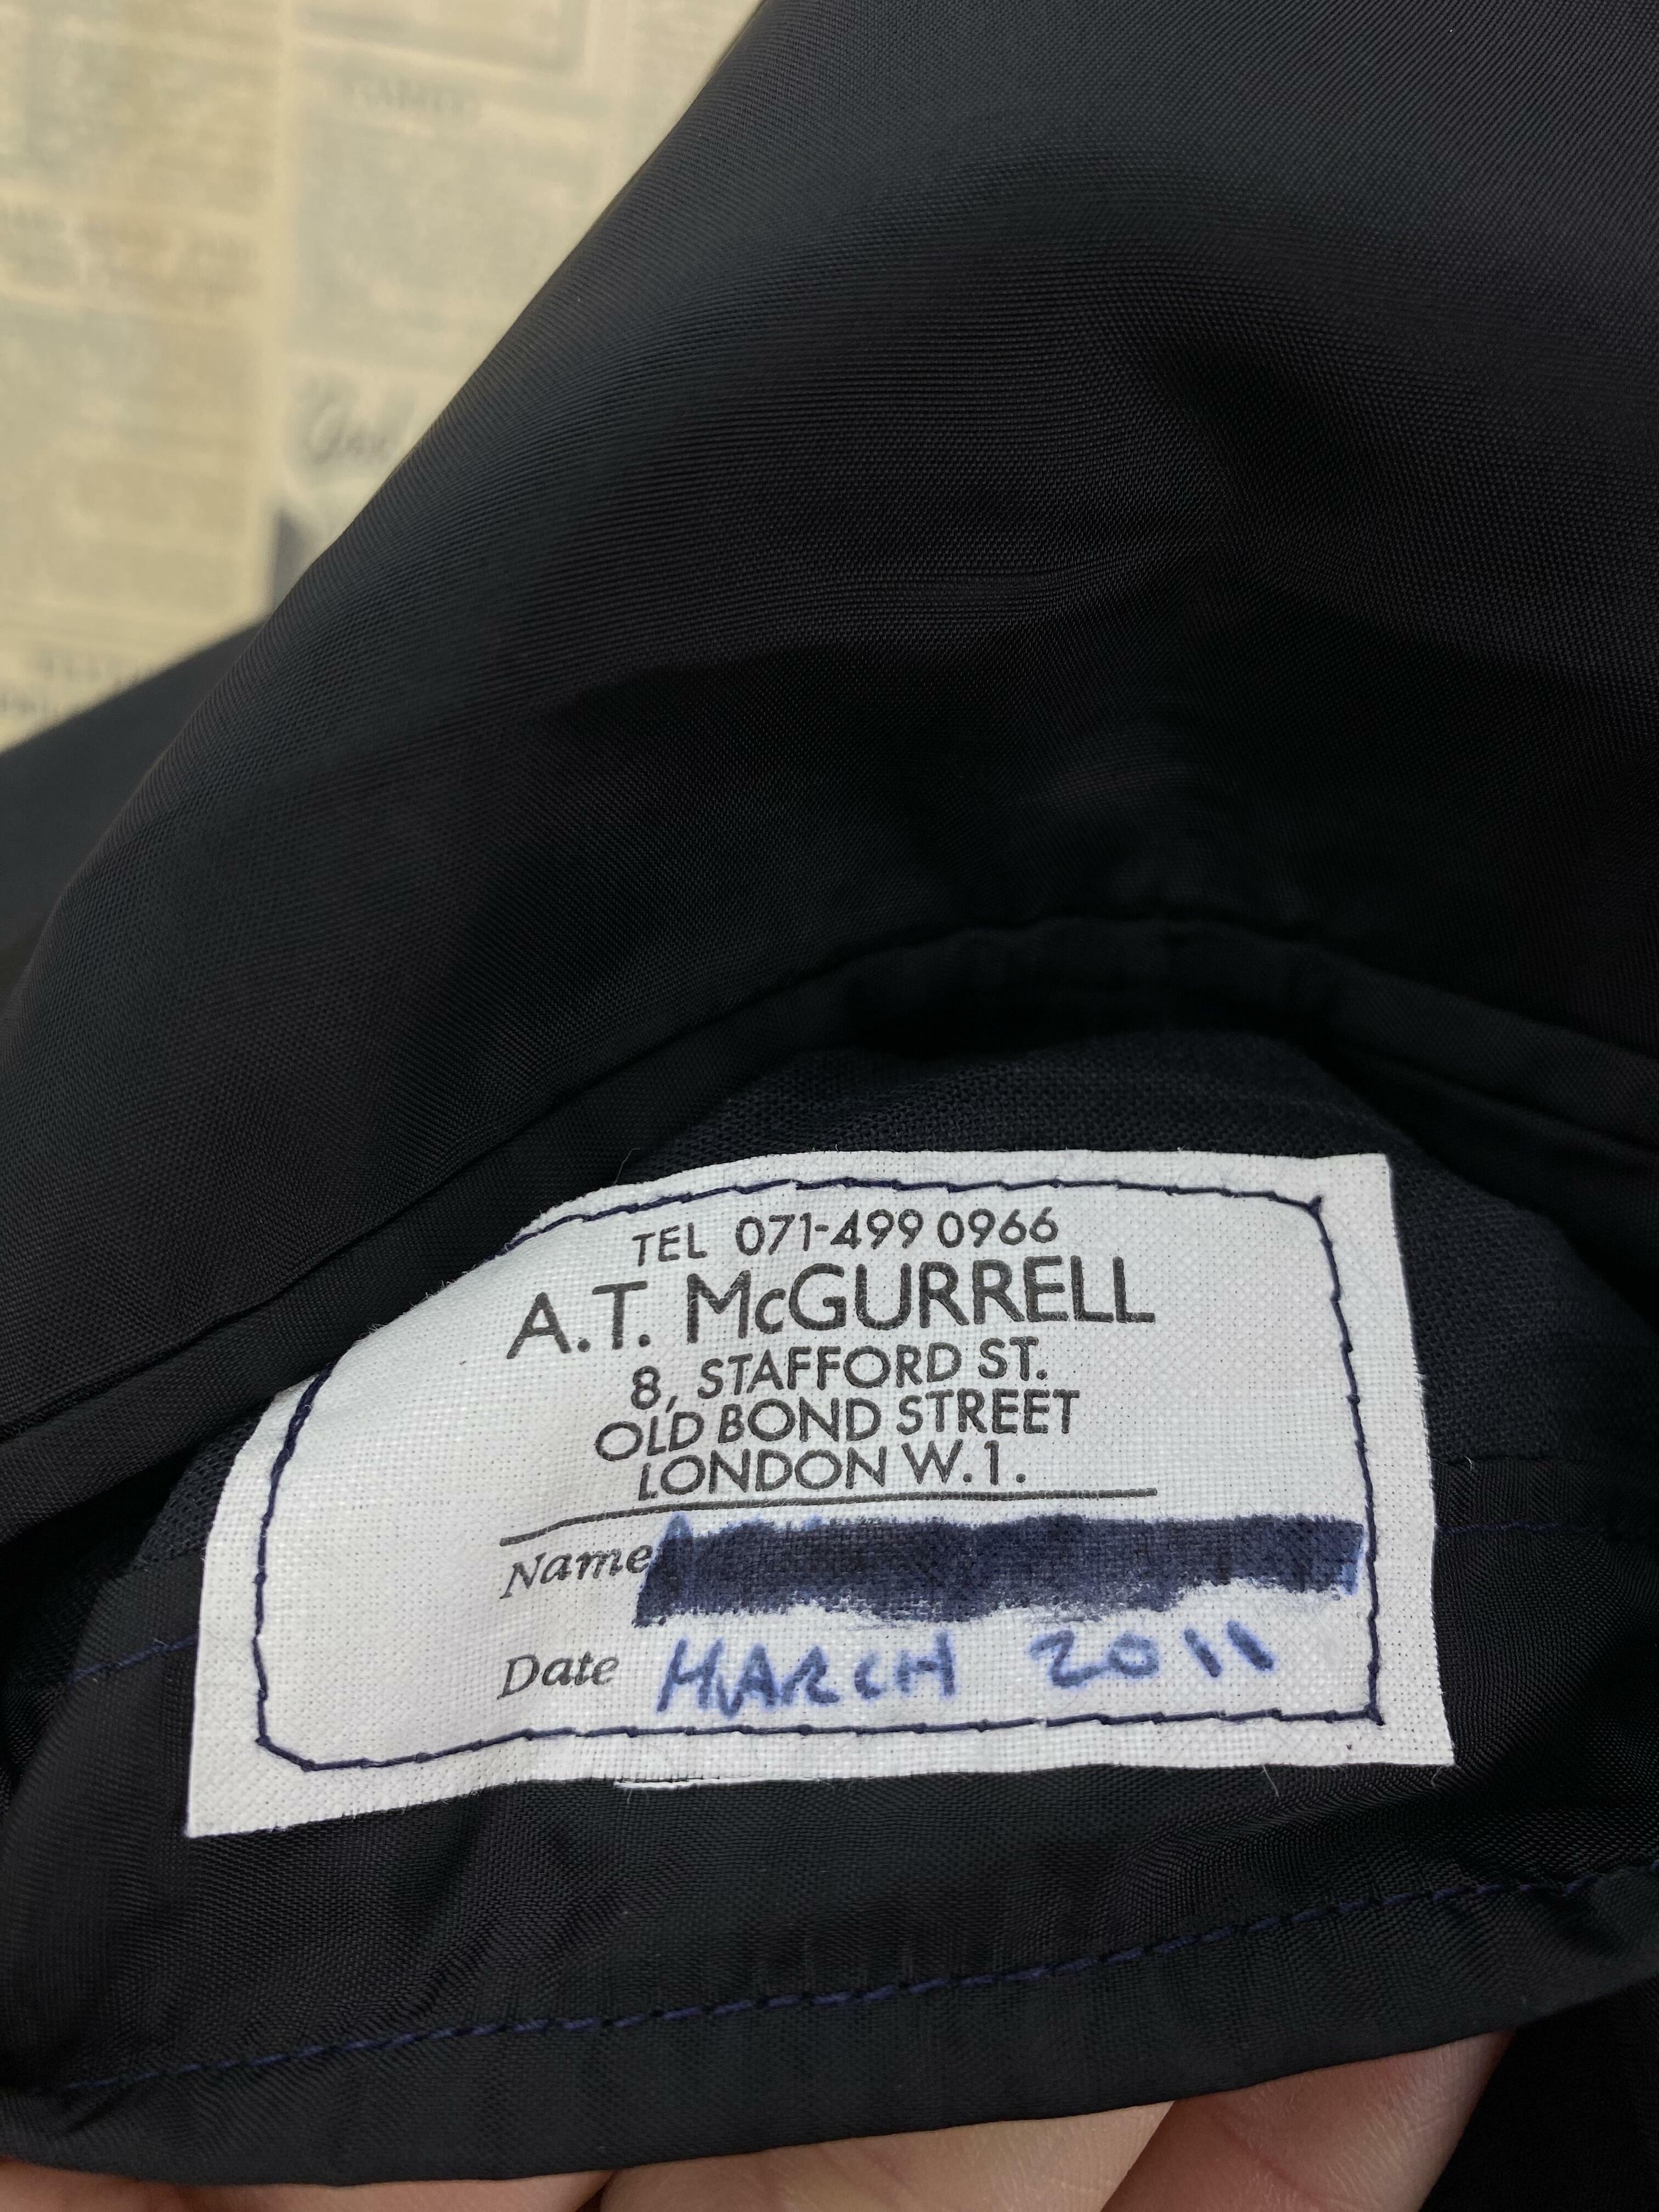 TEL 071-499 0966
A.T. McGURRELL
8, STAFFORD ST.
OLD BOND STREET
LONDON W.1.
Name
Date MARCH 2011